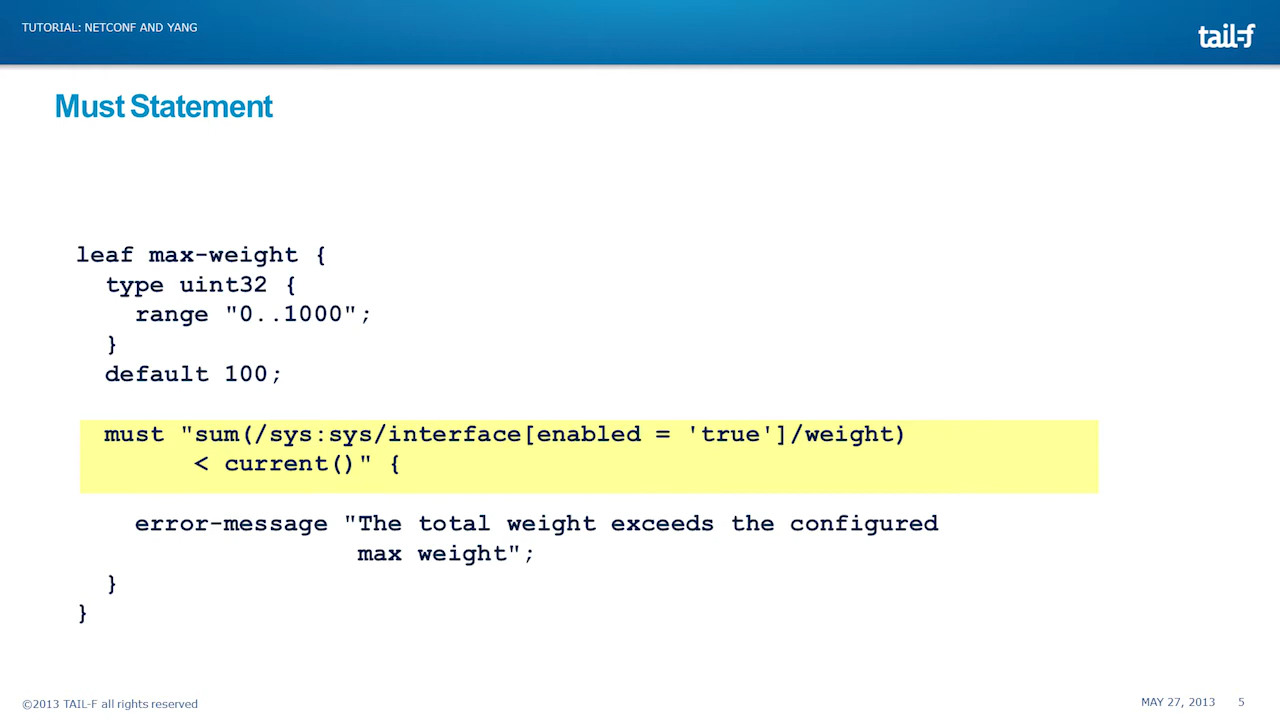 TUTORIAL: NETCONF AND YANG
tail-f
Must Statement
leaf max-weight {
type uint32 {
range "0..1000";
}
default 100;
must "sum(/sys:sys/interface[enabled = 'true']/weight)
< current()" {
error-message "The total weight exceeds the configured
max weight";
}
}
©2013 TAIL-F all rights reserved
MAY 27, 2013 5